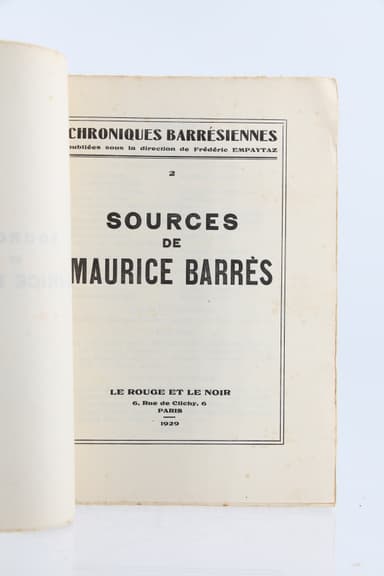 CHRONIQUES BARRÉSIENNES
publiées sous la direction de Frédéric EMPAYTAZ
2
SOURCES
DE
MAURICE BARRÈS
LE ROUGE ET LE NOIR
6, Rue de Clichy, 6
PARIS
1929